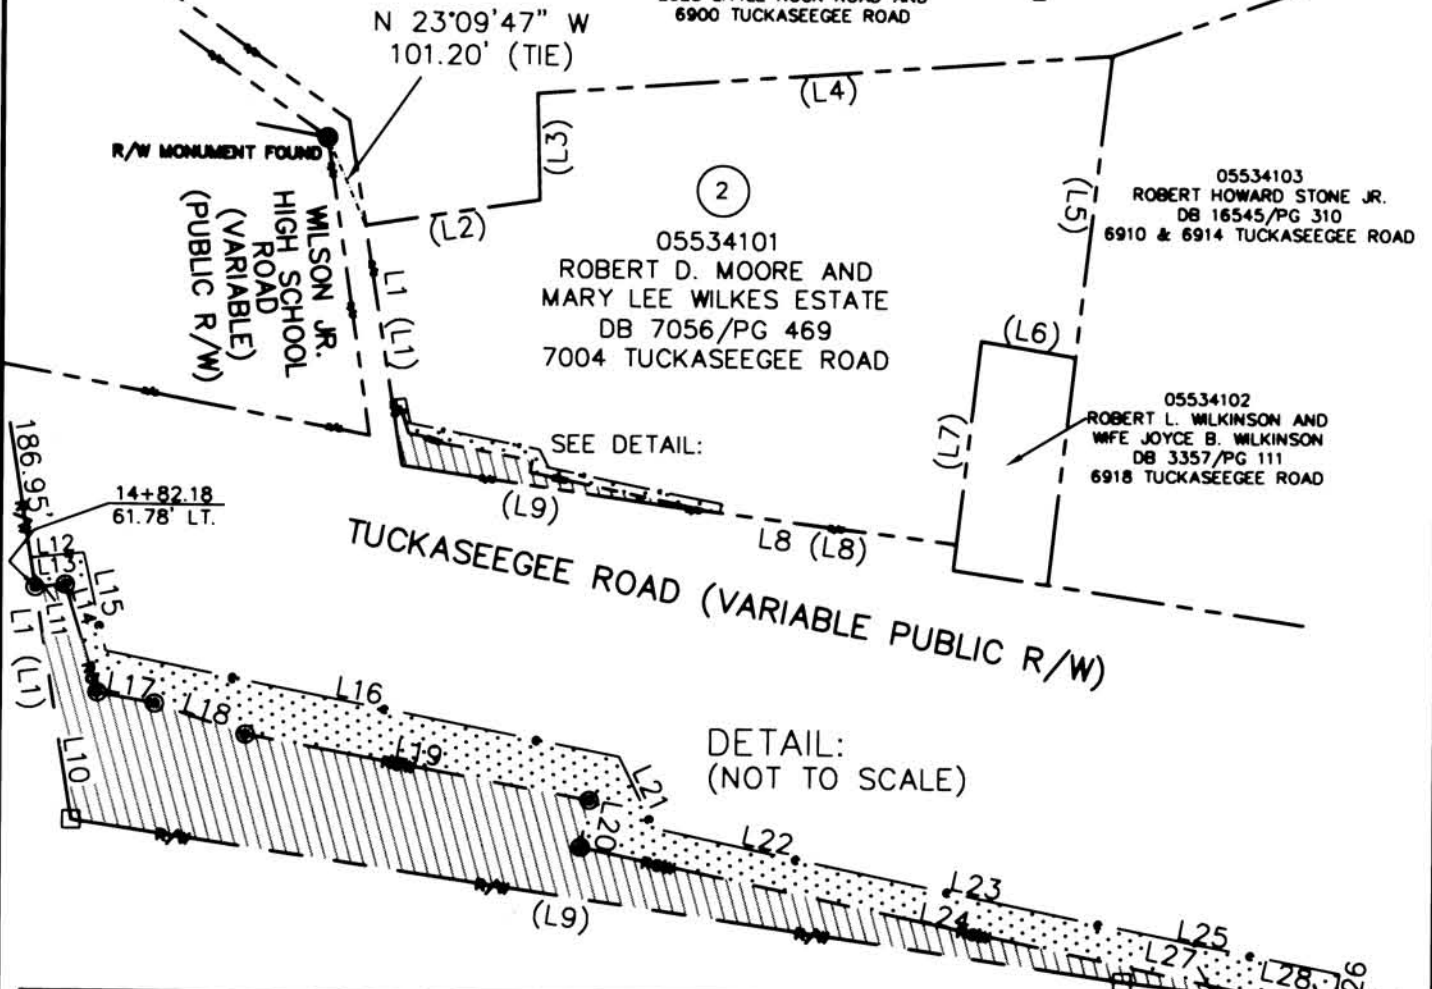 6900 TUCKASEEGEE ROAD
N 23°09'47" W
101.20' (TIE)
(L4)
(L3)
R/W MONUMENT FOUND
2
(L5)
05534103
ROBERT HOWARD STONE JR.
DB 16545/PG 310
6910 & 6914 TUCKASEEGEE ROAD
WILSON JR.
HIGH SCHOOL
ROAD
(VARIABLE)
(PUBLIC R/W)
(L2)
05534101
ROBERT D. MOORE AND
MARY LEE WILKES ESTATE
DB 7056/PG 469
7004 TUCKASEEGEE ROAD
L1 (L1)
(L6)
05534102
ROBERT L. WILKINSON AND
WIFE JOYCE B. WILKINSON
DB 3357/PG 111
6918 TUCKASEEGEE ROAD
(L7)
SEE DETAIL:
(L9)
L8 (L8)
TUCKASEEGEE ROAD (VARIABLE PUBLIC R/W)
186.95'
R/W
14+82.18
61.78' LT.
L12
L13
L15
L14
L11
L1 (L1)
L10
L17
L18
L16
L19
DETAIL:
(NOT TO SCALE)
L21
L20
L22
L23
L24
L25
L27
L28
R/W
R/W
(L9)
R/W